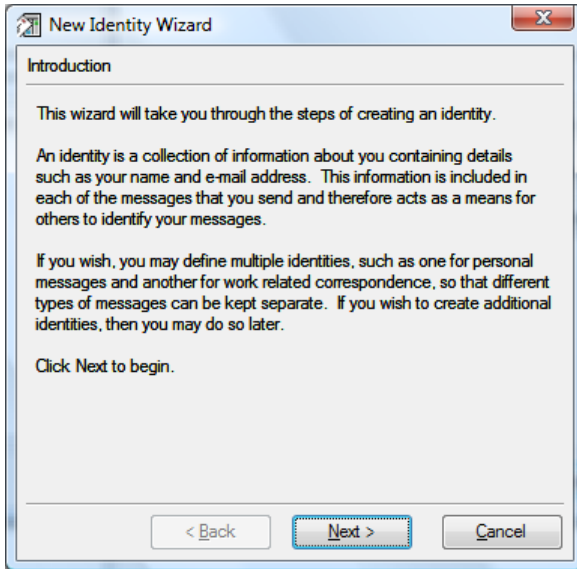 New Identity Wizard
Introduction
This wizard will take you through the steps of creating an identity.
An identity is a collection of information about you containing details
such as your name and e-mail address.  This information is included in
each of the messages that you send and therefore acts as a means for
others to identify your messages.
If you wish, you may define multiple identities, such as one for personal
messages and another for work related correspondence, so that different
types of messages can be kept separate.  If you wish to create additional
identities, then you may do so later.
Click Next to begin.
< Back Next > Cancel